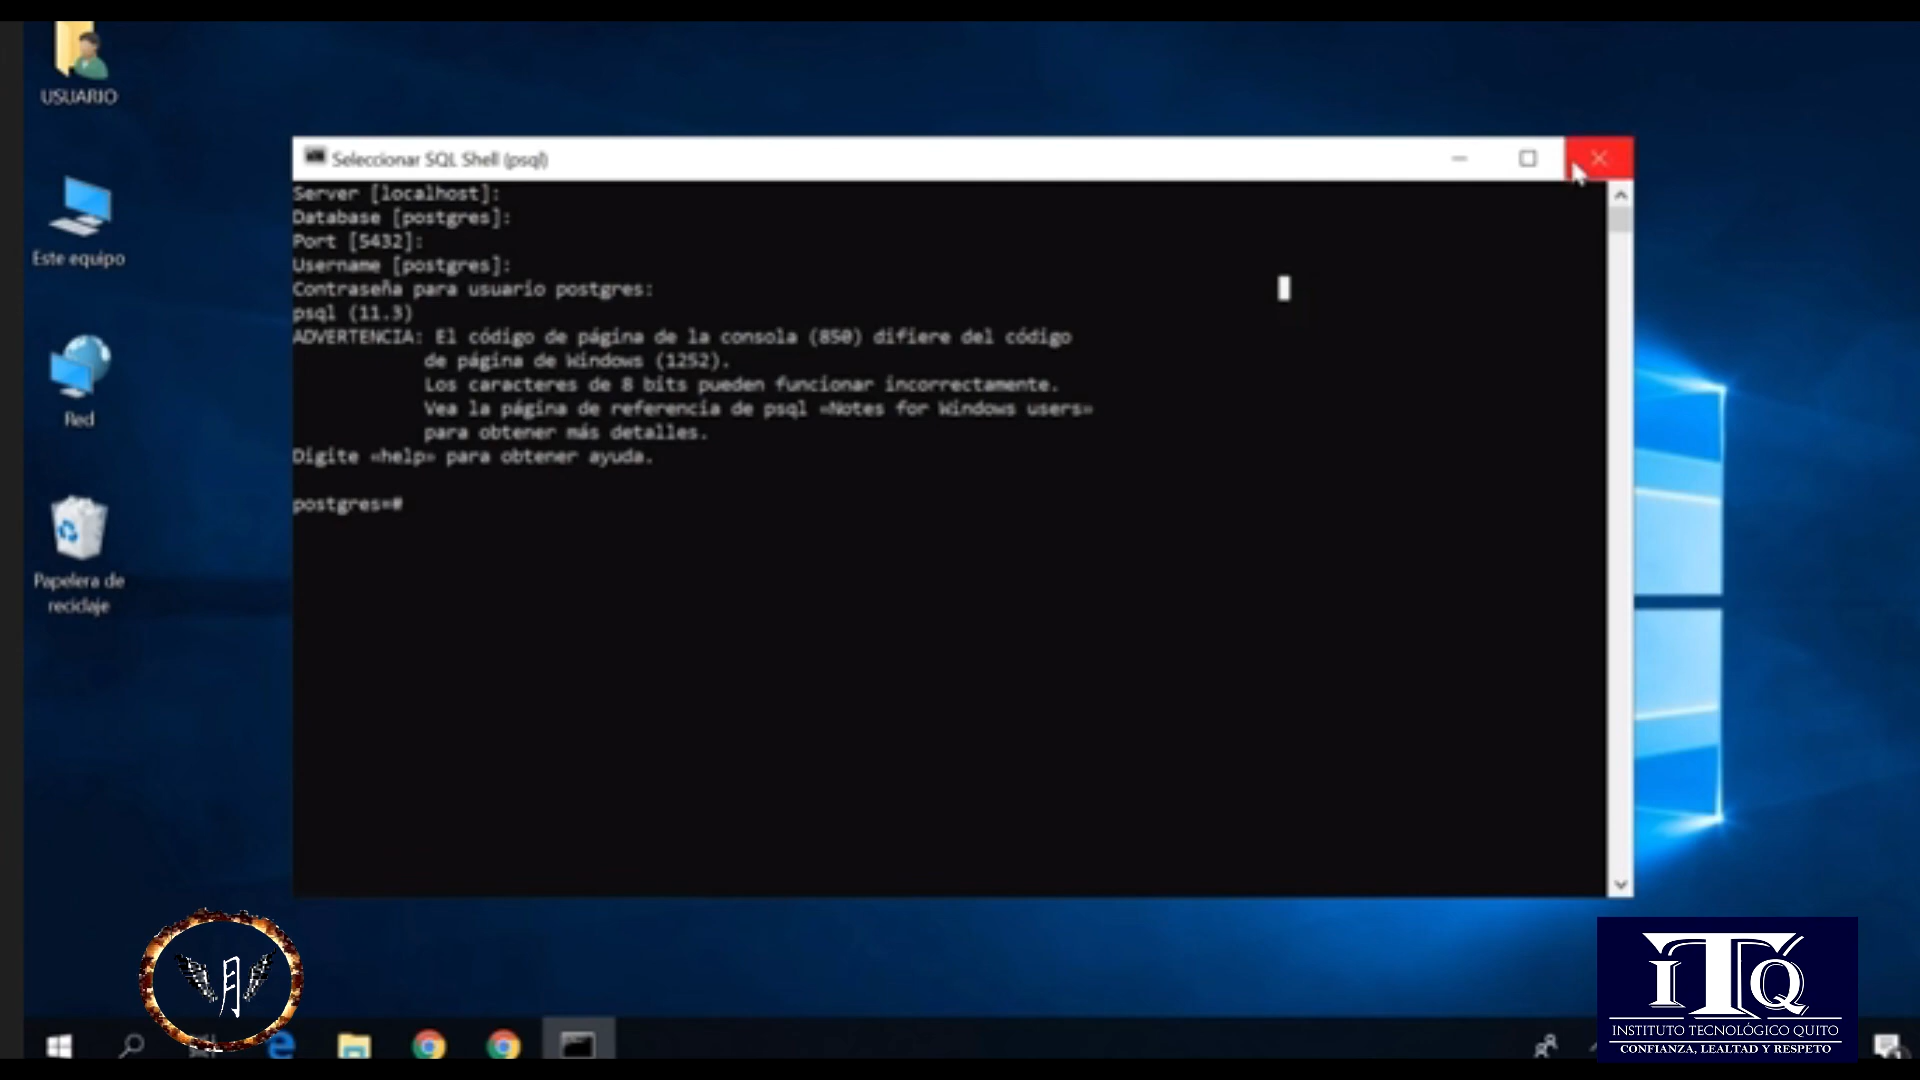 USUARIO
Este equipo
Red
Papelera de
reciclaje
Seleccionar SQL Shell (psql)
Server [localhost]:
Database [postgres]:
Port [5432]:
Username [postgres]:
Contraseña para usuario postgres:
psql (11.3)
ADVERTENCIA: El código de página de la consola (850) difiere del código
de página de Windows (1252).
Los caracteres de 8 bits pueden funcionar incorrectamente.
Vea la página de referencia de psql «Notes for Windows users»
para obtener más detalles.
Digite «help» para obtener ayuda.
postgres=#
月
ITQ
INSTITUTO TECNOLÓGICO QUITO
CONFIANZA, LEALTAD Y RESPETO